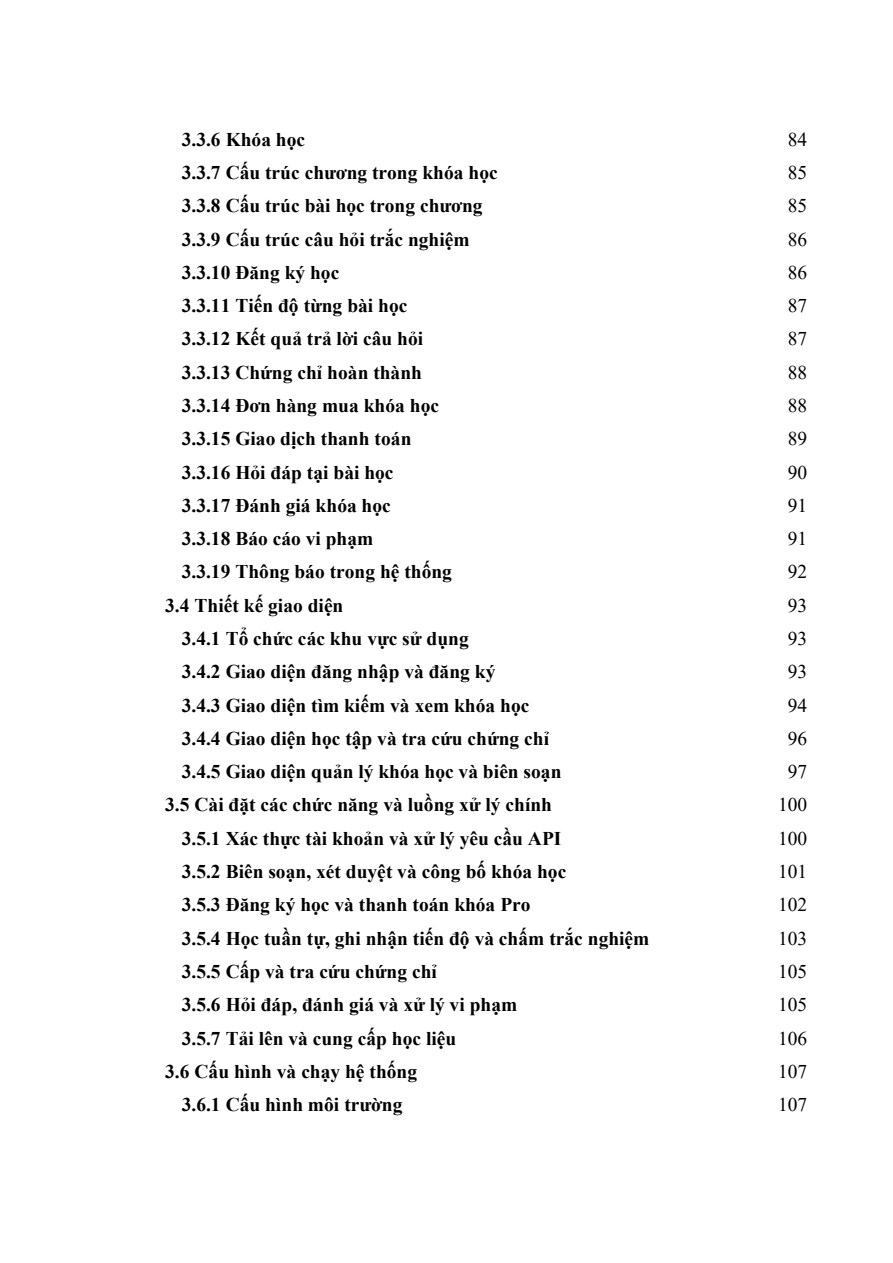 3.3.6 Khóa học 84
3.3.7 Cấu trúc chương trong khóa học 85
3.3.8 Cấu trúc bài học trong chương 85
3.3.9 Cấu trúc câu hỏi trắc nghiệm 86
3.3.10 Đăng ký học 86
3.3.11 Tiến độ từng bài học 87
3.3.12 Kết quả trả lời câu hỏi 87
3.3.13 Chứng chỉ hoàn thành 88
3.3.14 Đơn hàng mua khóa học 88
3.3.15 Giao dịch thanh toán 89
3.3.16 Hỏi đáp tại bài học 90
3.3.17 Đánh giá khóa học 91
3.3.18 Báo cáo vi phạm 91
3.3.19 Thông báo trong hệ thống 92
3.4 Thiết kế giao diện 93
3.4.1 Tổ chức các khu vực sử dụng 93
3.4.2 Giao diện đăng nhập và đăng ký 93
3.4.3 Giao diện tìm kiếm và xem khóa học 94
3.4.4 Giao diện học tập và tra cứu chứng chỉ 96
3.4.5 Giao diện quản lý khóa học và biên soạn 97
3.5 Cài đặt các chức năng và luồng xử lý chính 100
3.5.1 Xác thực tài khoản và xử lý yêu cầu API 100
3.5.2 Biên soạn, xét duyệt và công bố khóa học 101
3.5.3 Đăng ký học và thanh toán khóa Pro 102
3.5.4 Học tuần tự, ghi nhận tiến độ và chấm trắc nghiệm 103
3.5.5 Cấp và tra cứu chứng chỉ 105
3.5.6 Hỏi đáp, đánh giá và xử lý vi phạm 105
3.5.7 Tải lên và cung cấp học liệu 106
3.6 Cấu hình và chạy hệ thống 107
3.6.1 Cấu hình môi trường 107